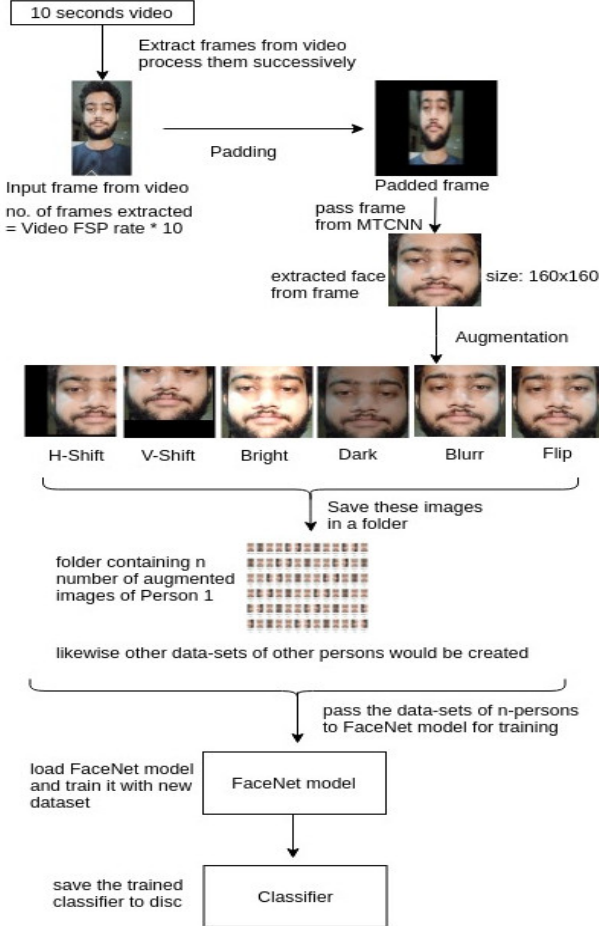 10 seconds video
Extract frames from video
process them successively
Padding
Input frame from video
no. of frames extracted
= Video FSP rate * 10
Padded frame
pass frame
from MTCNN
extracted face
from frame
size: 160x160
Augmentation
H-Shift
V-Shift
Bright
Dark
Blurr
Flip
Save these images
in a folder
folder containing n
number of augmented
images of Person 1
likewise other data-sets of other persons would be created
pass the data-sets of n-persons
to FaceNet model for training
load FaceNet model
and train it with new
dataset
FaceNet model
save the trained
classifier to disc
Classifier